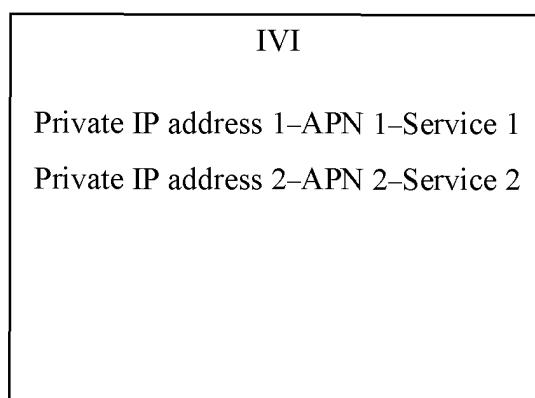 IVI
Private IP address 1–APN 1–Service 1
Private IP address 2–APN 2–Service 2